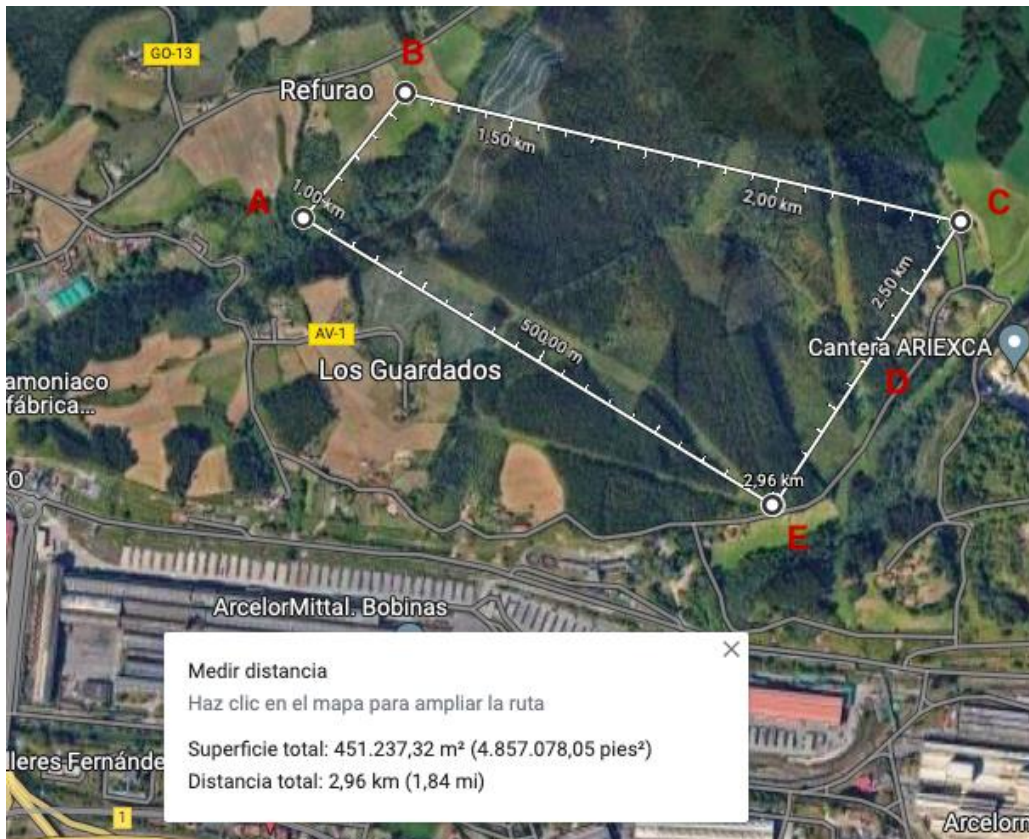 B
GO-13
Refurao
1,50 km
A
1,00 km
2,00 km
C
2,50 km
500,00 m
AV-1
Cantera ARIEXCA
Los Guardados
D
amoniaco
fábrica...
2,96 km
E
ArcelorMittal. Bobinas
Medir distancia
Haz clic en el mapa para ampliar la ruta
Superficie total: 451.237,32 m² (4.857.078,05 pies²)
Distancia total: 2,96 km (1,84 mi)
lleres Fernánde
1
Arcelorm